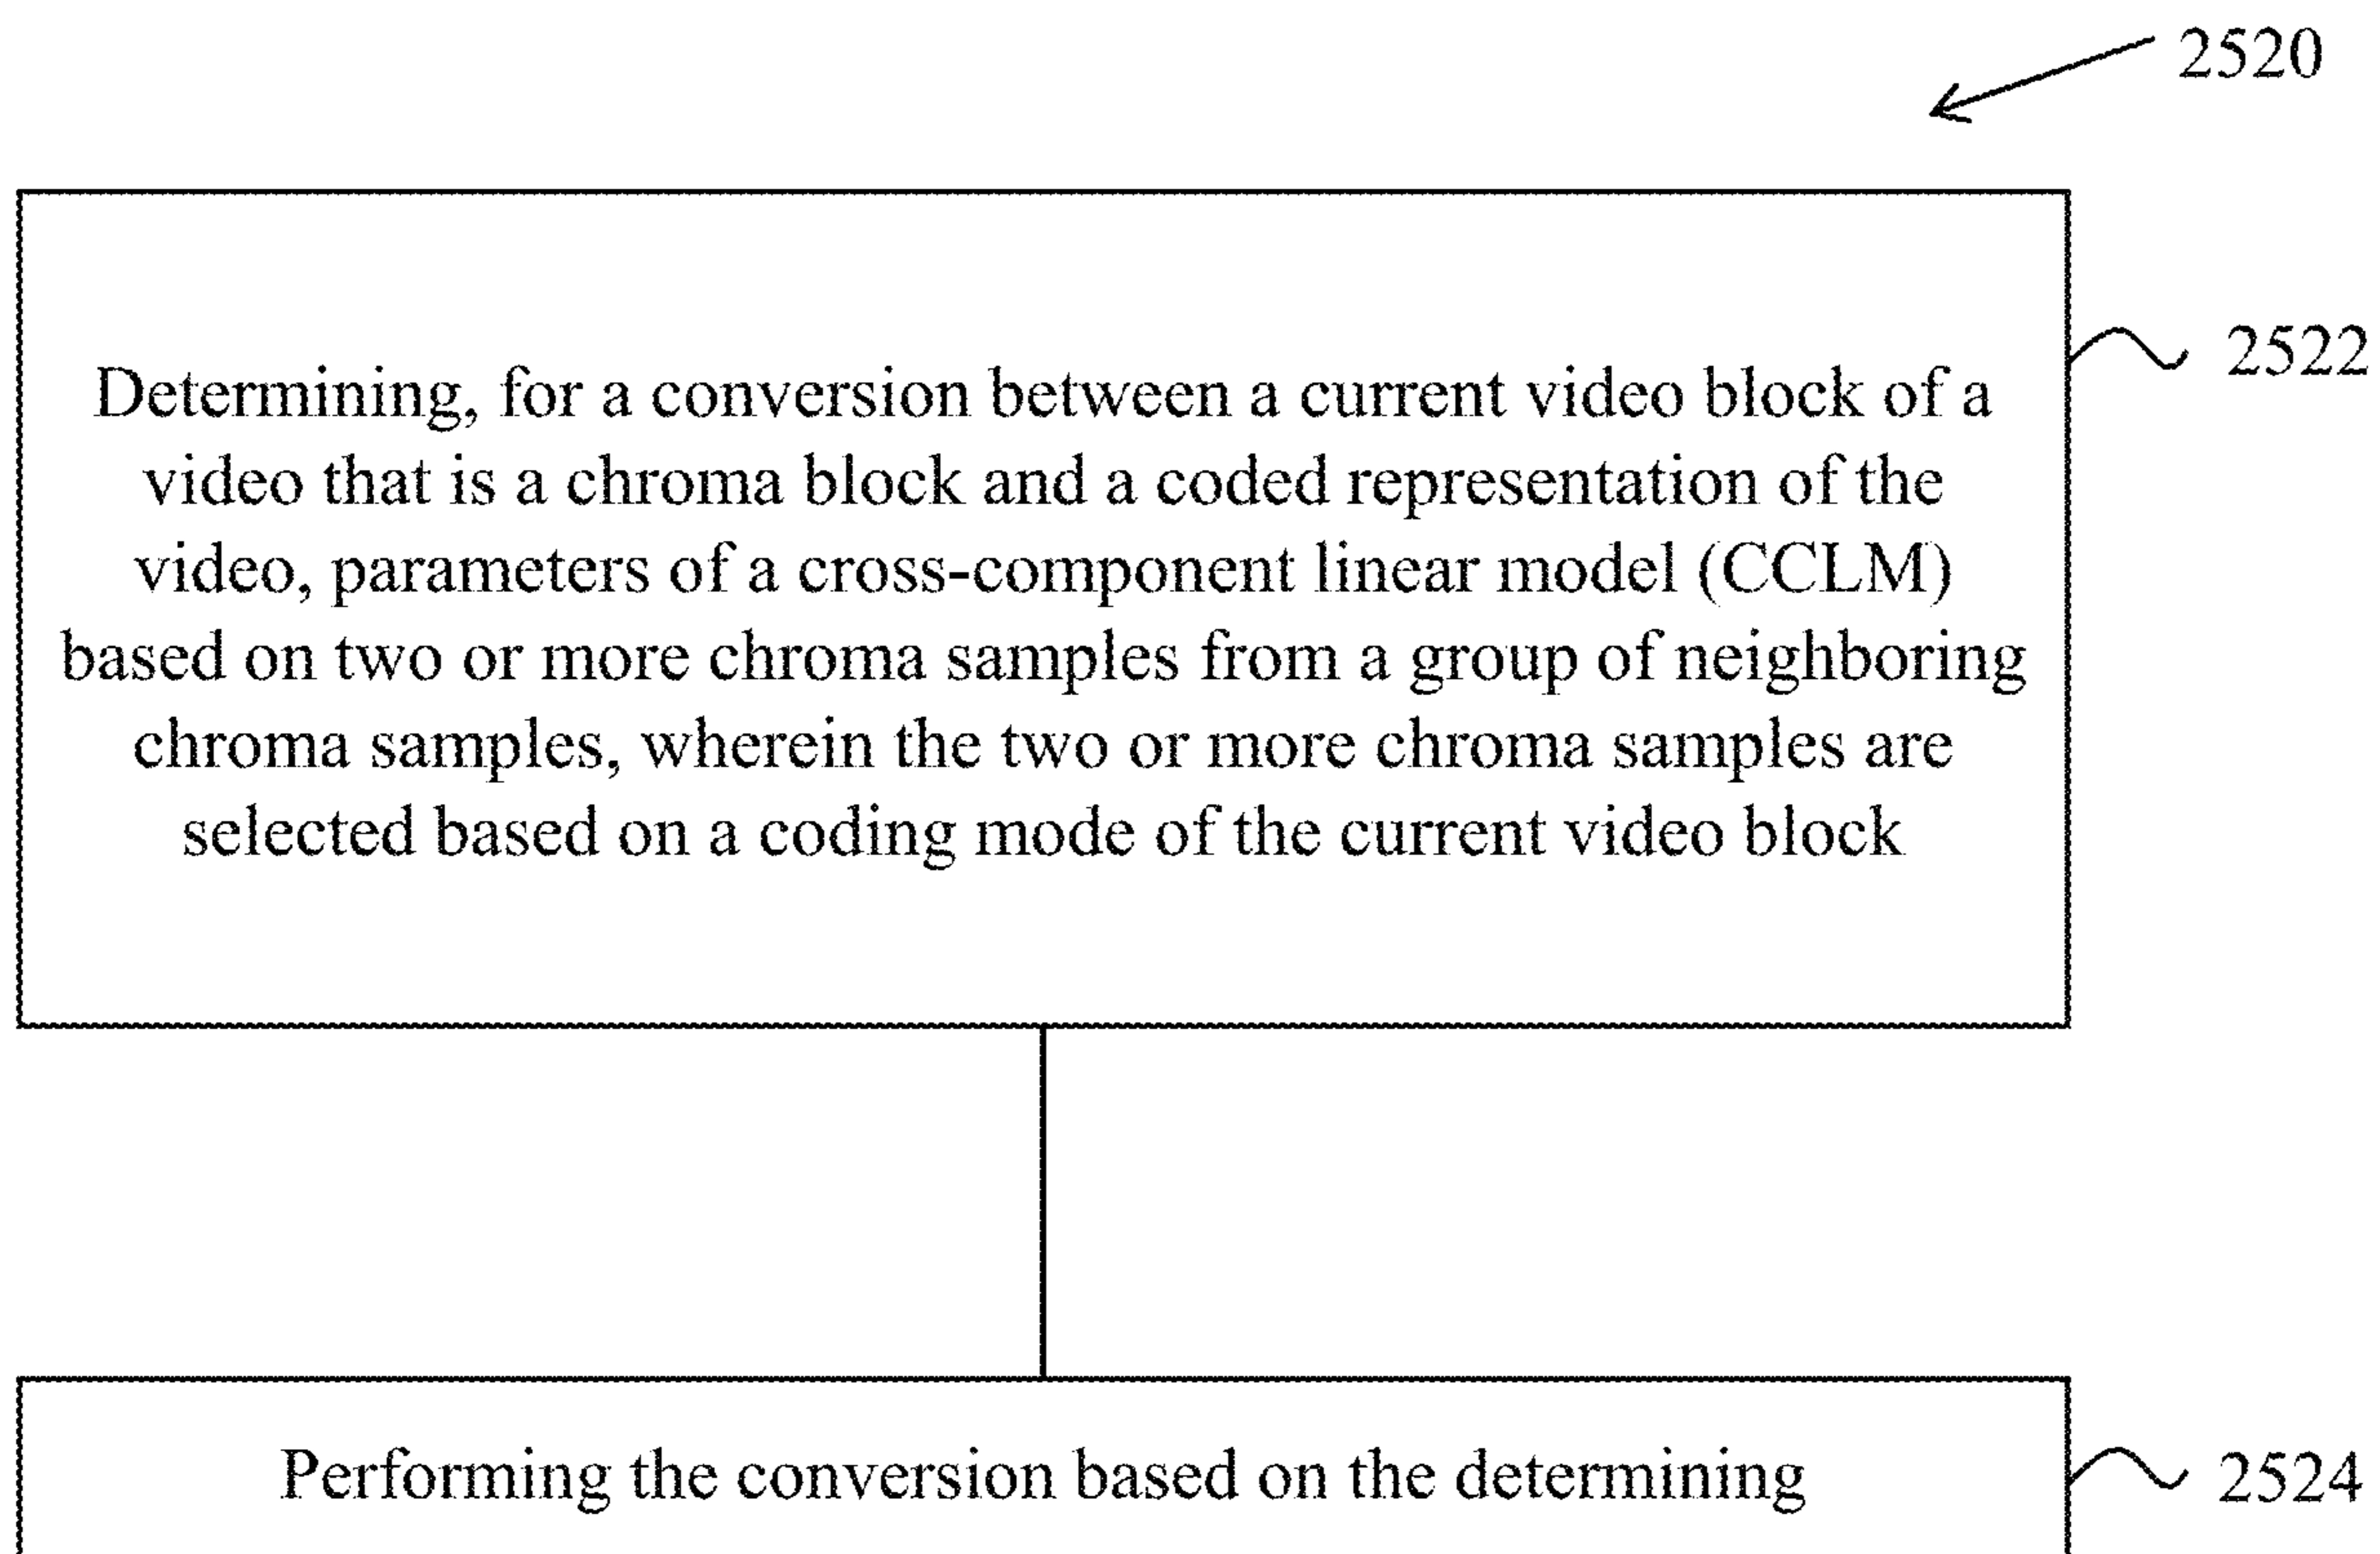 2520
Determining, for a conversion between a current video block of a
video that is a chroma block and a coded representation of the
video, parameters of a cross-component linear model (CCLM)
based on two or more chroma samples from a group of neighboring
chroma samples, wherein the two or more chroma samples are
selected based on a coding mode of the current video block
2522
Performing the conversion based on the determining
2524